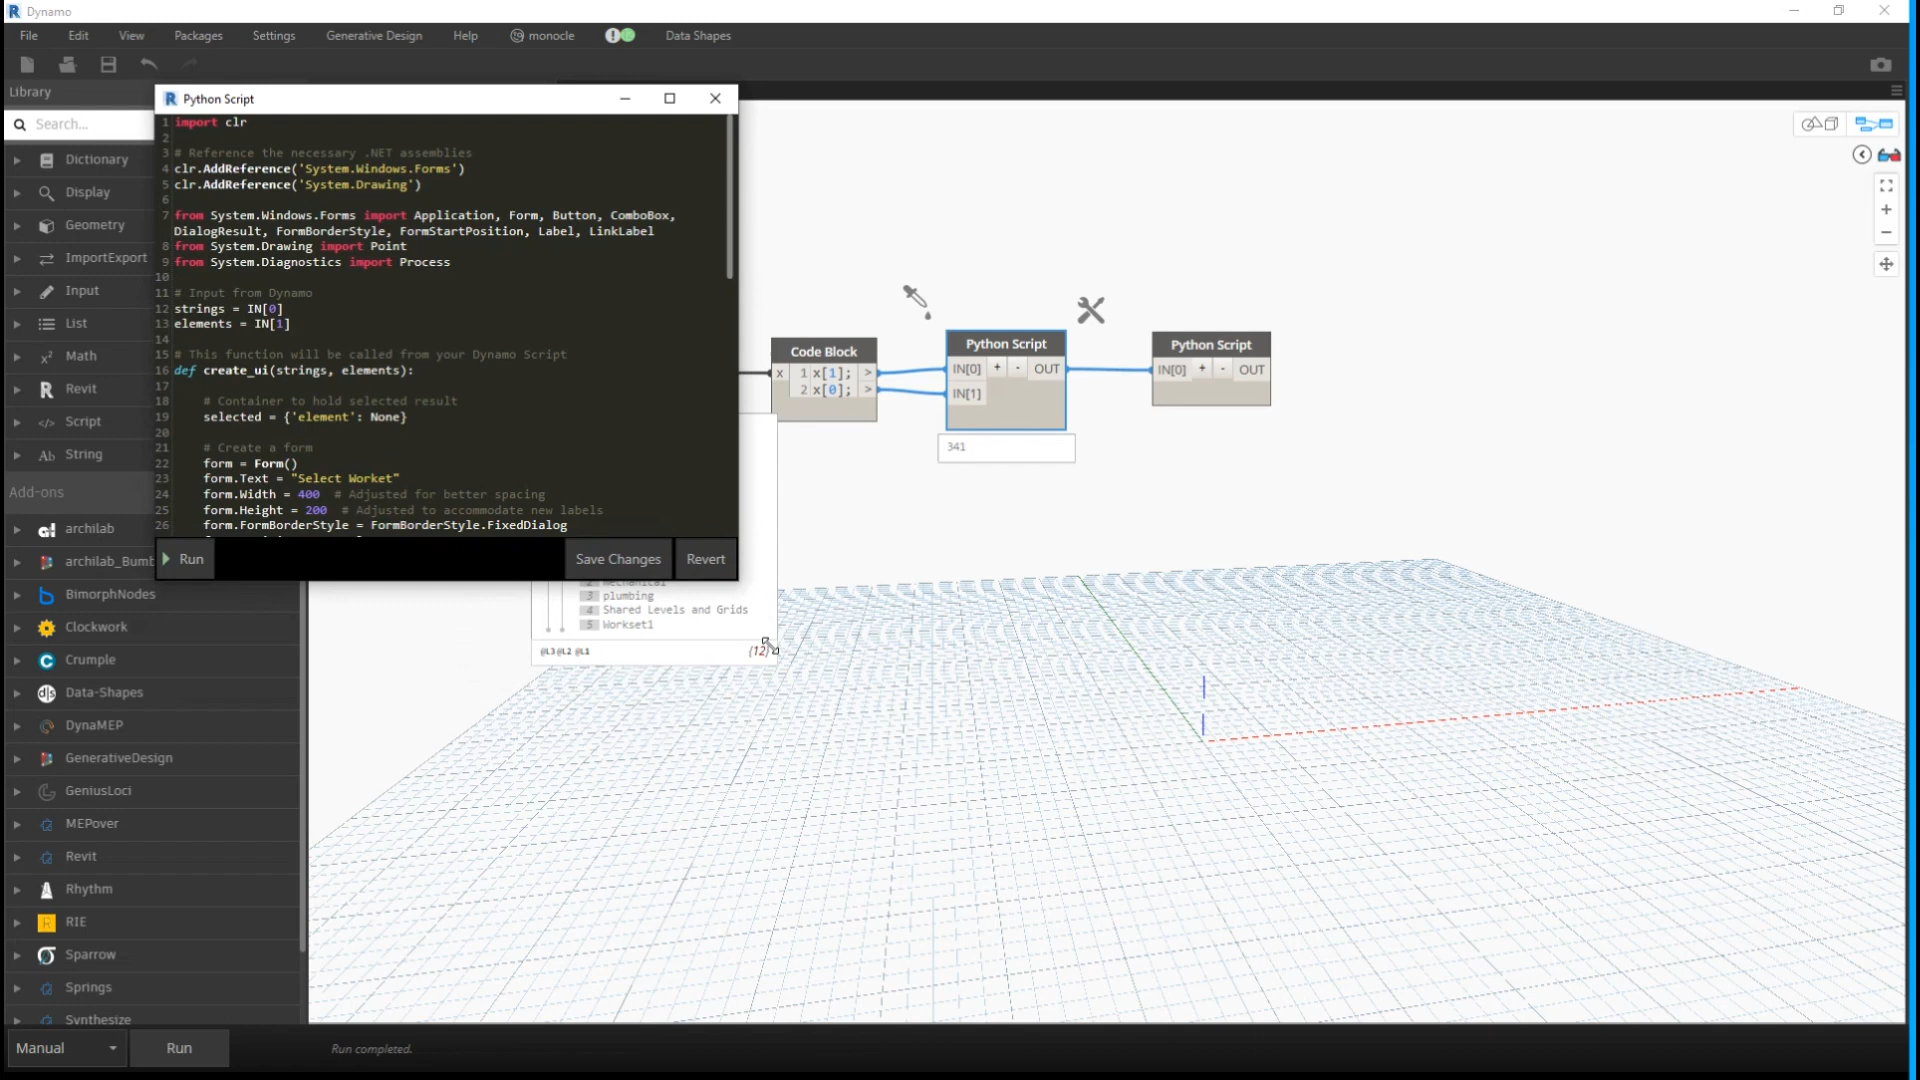 Dynamo
File Edit View Packages Settings Generative Design Help monocle Data Shapes
Library
Search...
Dictionary
Display
Geometry
ImportExport
Input
List
Math
Revit
Script
String
Add-ons
archilab
archilab_Bumb
BimorphNodes
Clockwork
Crumple
Data-Shapes
DynaMEP
GenerativeDesign
GeniusLoci
MEPover
Revit
Rhythm
RIE
Sparrow
Springs
Synthesize
Python Script
1 import clr
2
3 # Reference the necessary .NET assemblies
4 clr.AddReference('System.Windows.Forms')
5 clr.AddReference('System.Drawing')
6
7 from System.Windows.Forms import Application, Form, Button, ComboBox,
DialogResult, FormBorderStyle, FormStartPosition, Label, LinkLabel
8 from System.Drawing import Point
9 from System.Diagnostics import Process
10
11 # Input from Dynamo
12 strings = IN[0]
13 elements = IN[1]
14
15 # This function will be called from your Dynamo Script
16 def create_ui(strings, elements):
17
18 # Container to hold selected result
19 selected = {'element': None}
20
21 # Create a form
22 form = Form()
23 form.Text = "Select Worket"
24 form.Width = 400 # Adjusted for better spacing
25 form.Height = 200 # Adjusted to accommodate new labels
26 form.FormBorderStyle = FormBorderStyle.FixedDialog
Run Save Changes Revert
2 Mechanical
3 plumbing
4 Shared Levels and Grids
5 Workset1
@L3 @L2 @L1 {12}
Code Block
x 1 x[1]; >
2 x[0]; >
Python Script
IN[0] + - OUT
IN[1]
341
Python Script
IN[0] + - OUT
Manual Run Run completed.